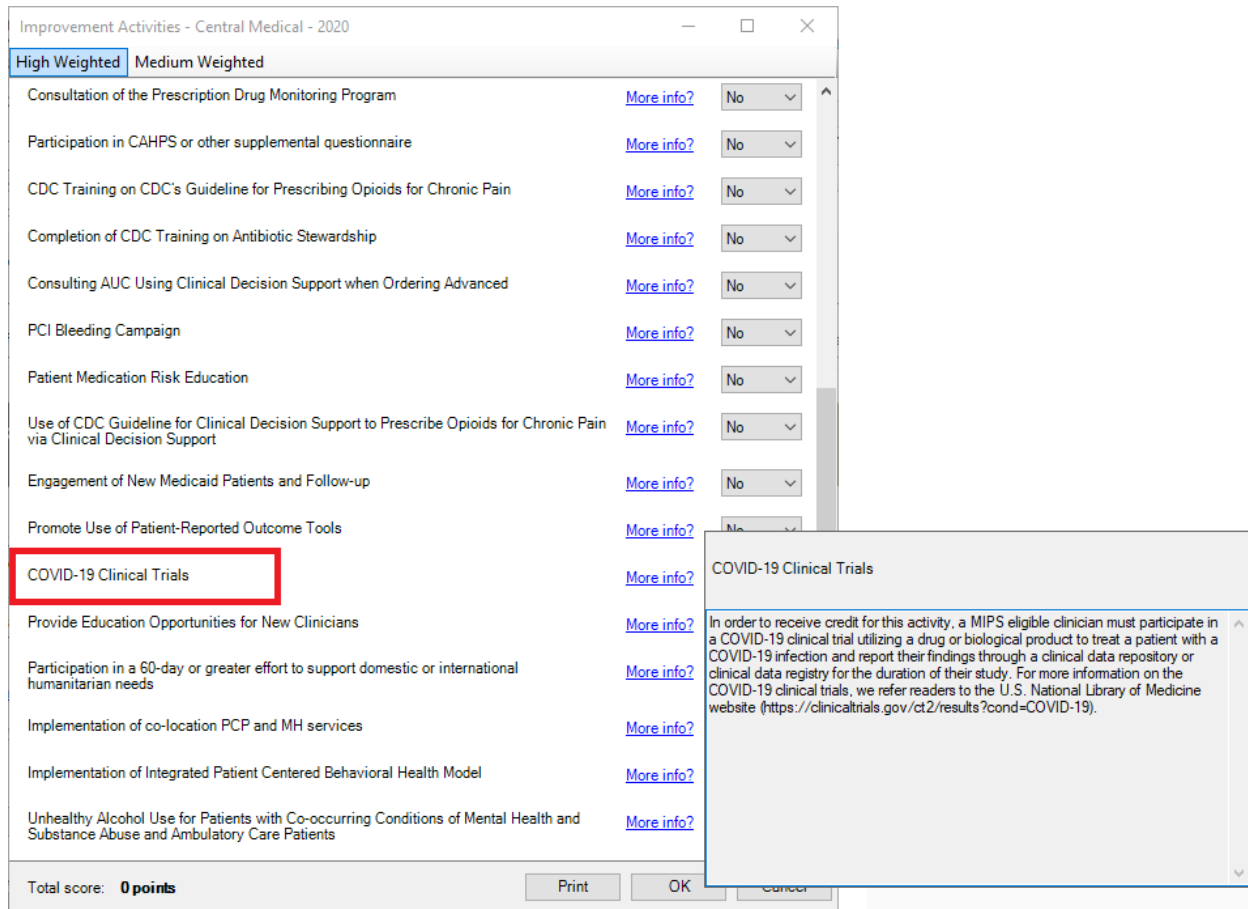 Improvement Activities - Central Medical - 2020
High Weighted Medium Weighted
Consultation of the Prescription Drug Monitoring Program More info? No
Participation in CAHPS or other supplemental questionnaire More info? No
CDC Training on CDC's Guideline for Prescribing Opioids for Chronic Pain More info? No
Completion of CDC Training on Antibiotic Stewardship More info? No
Consulting AUC Using Clinical Decision Support when Ordering Advanced More info? No
PCI Bleeding Campaign More info? No
Patient Medication Risk Education More info? No
Use of CDC Guideline for Clinical Decision Support to Prescribe Opioids for Chronic Pain
via Clinical Decision Support More info? No
Engagement of New Medicaid Patients and Follow-up More info? No
Promote Use of Patient-Reported Outcome Tools More info? No
COVID-19 Clinical Trials More info?
Provide Education Opportunities for New Clinicians More info?
Participation in a 60-day or greater effort to support domestic or international
humanitarian needs More info?
Implementation of co-location PCP and MH services More info?
Implementation of Integrated Patient Centered Behavioral Health Model More info?
Unhealthy Alcohol Use for Patients with Co-occurring Conditions of Mental Health and
Substance Abuse and Ambulatory Care Patients More info?
Total score: 0 points Print OK Cancel
COVID-19 Clinical Trials
In order to receive credit for this activity, a MIPS eligible clinician must participate in
a COVID-19 clinical trial utilizing a drug or biological product to treat a patient with a
COVID-19 infection and report their findings through a clinical data repository or
clinical data registry for the duration of their study. For more information on the
COVID-19 clinical trials, we refer readers to the U.S. National Library of Medicine
website (https://clinicaltrials.gov/ct2/results?cond=COVID-19).